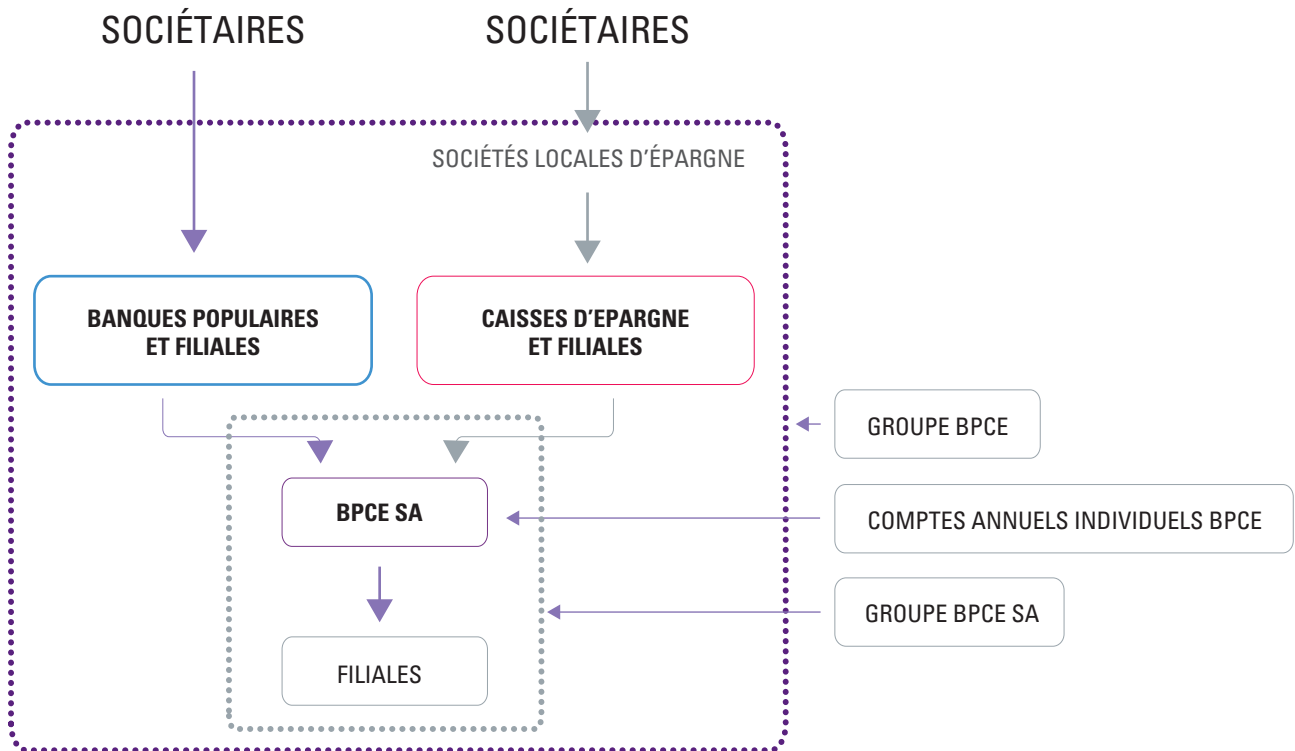 SOCIÉTAIRES
SOCIÉTAIRES
SOCIÉTÉS LOCALES D’ÉPARGNE
BANQUES POPULAIRES
ET FILIALES
CAISSES D’EPARGNE
ET FILIALES
GROUPE BPCE
BPCE SA
COMPTES ANNUELS INDIVIDUELS BPCE
GROUPE BPCE SA
FILIALES